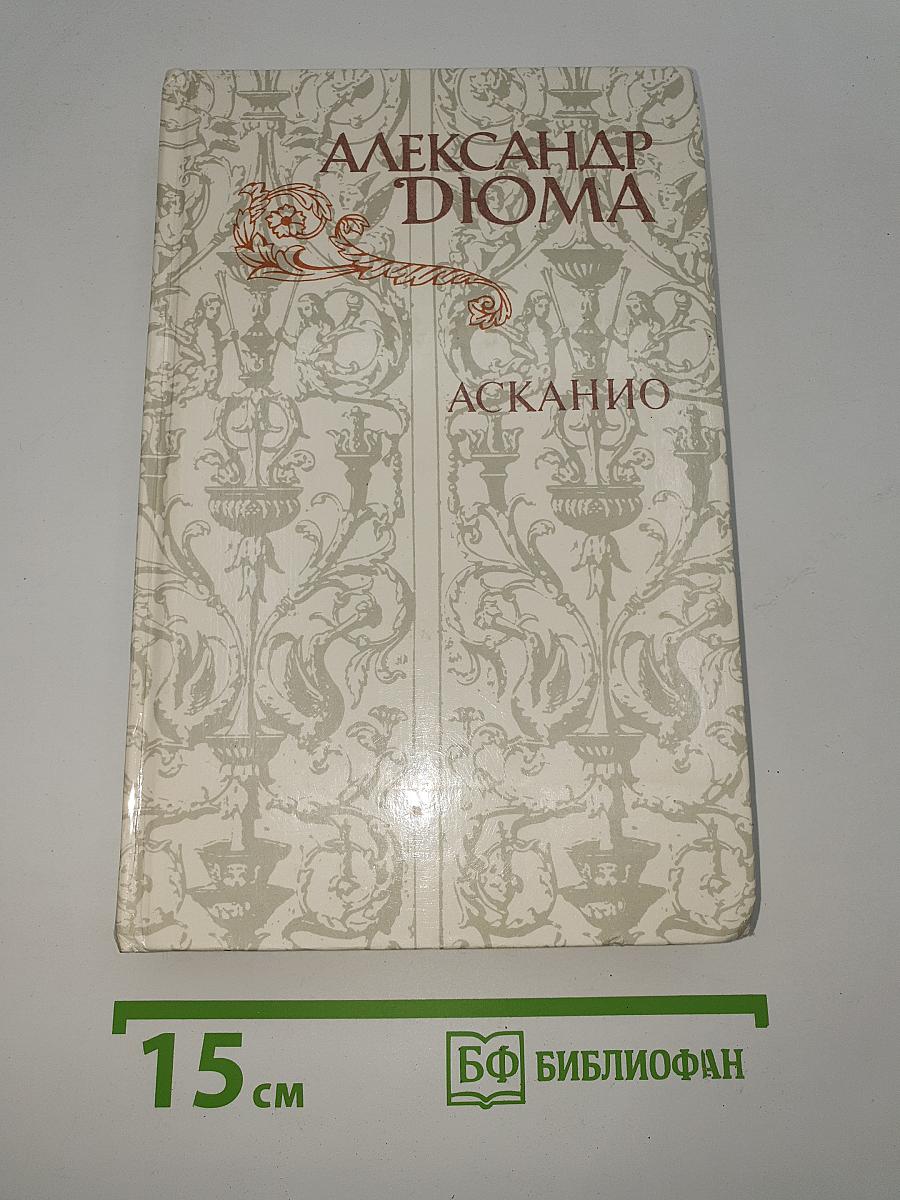 АЛЕКСАНДР
ДЮМА
АСКАНИО
15 см
БФ БИБЛИОФАН